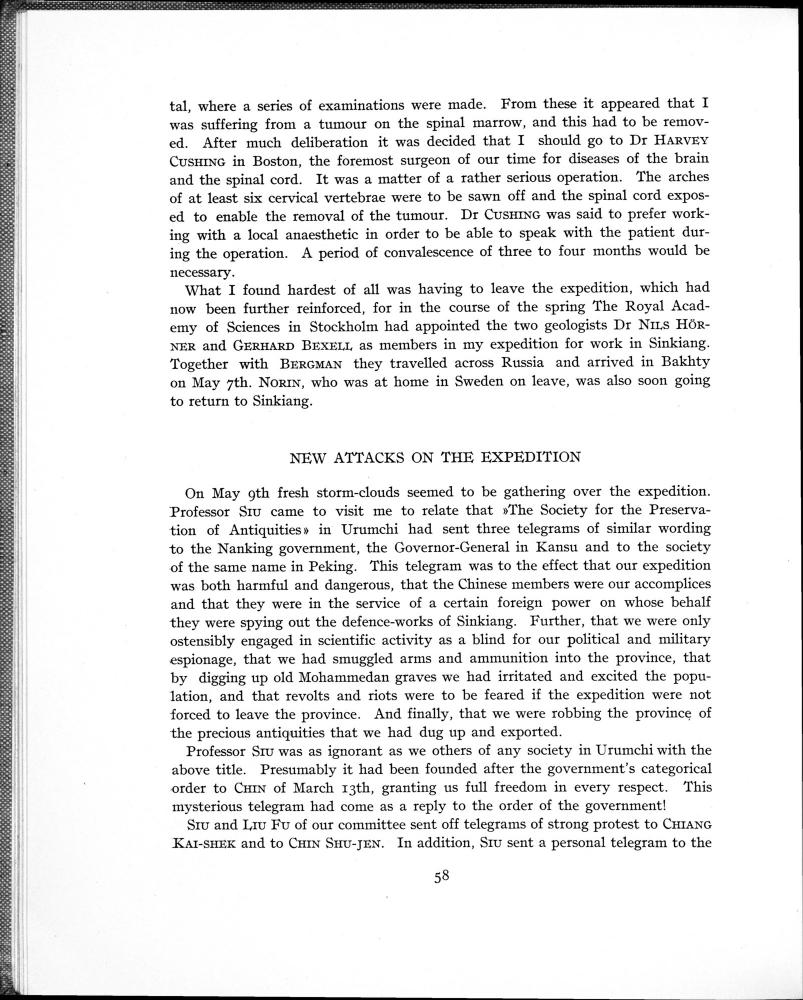 tal, where a series of examinations were made. From these it appeared that I
was suffering from a tumour on the spinal marrow, and this had to be remov-
ed. After much deliberation it was decided that I should go to Dr HARVEY
CUSHING in Boston, the foremost surgeon of our time for diseases of the brain
and the spinal cord. It was a matter of a rather serious operation. The arches
of at least six cervical vertebrae were to be sawn off and the spinal cord expos-
ed to enable the removal of the tumour. Dr CUSHING was said to prefer work-
ing with a local anaesthetic in order to be able to speak with the patient dur-
ing the operation. A period of convalescence of three to four months would be
necessary.
What I found hardest of all was having to leave the expedition, which had
now been further reinforced, for in the course of the spring The Royal Acad-
emy of Sciences in Stockholm had appointed the two geologists Dr NILS HÖR-
NER and GERHARD BEXELL as members in my expedition for work in Sinkiang.
Together with BERGMAN they travelled across Russia and arrived in Bakhty
on May 7th. NORIN, who was at home in Sweden on leave, was also soon going
to return to Sinkiang.
NEW ATTACKS ON THE EXPEDITION
On May 9th fresh storm-clouds seemed to be gathering over the expedition.
Professor SIU came to visit me to relate that »The Society for the Preserva-
tion of Antiquities» in Urumchi had sent three telegrams of similar wording
to the Nanking government, the Governor-General in Kansu and to the society
of the same name in Peking. This telegram was to the effect that our expedition
was both harmful and dangerous, that the Chinese members were our accomplices
and that they were in the service of a certain foreign power on whose behalf
they were spying out the defence-works of Sinkiang. Further, that we were only
ostensibly engaged in scientific activity as a blind for our political and military
espionage, that we had smuggled arms and ammunition into the province, that
by digging up old Mohammedan graves we had irritated and excited the popu-
lation, and that revolts and riots were to be feared if the expedition were not
forced to leave the province. And finally, that we were robbing the province of
the precious antiquities that we had dug up and exported.
Professor SIU was as ignorant as we others of any society in Urumchi with the
above title. Presumably it had been founded after the government's categorical
order to CHIN of March 13th, granting us full freedom in every respect. This
mysterious telegram had come as a reply to the order of the government!
SIU and LIU FU of our committee sent off telegrams of strong protest to CHIANG
KAI-SHEK and to CHIN SHU-JEN. In addition, SIU sent a personal telegram to the
58